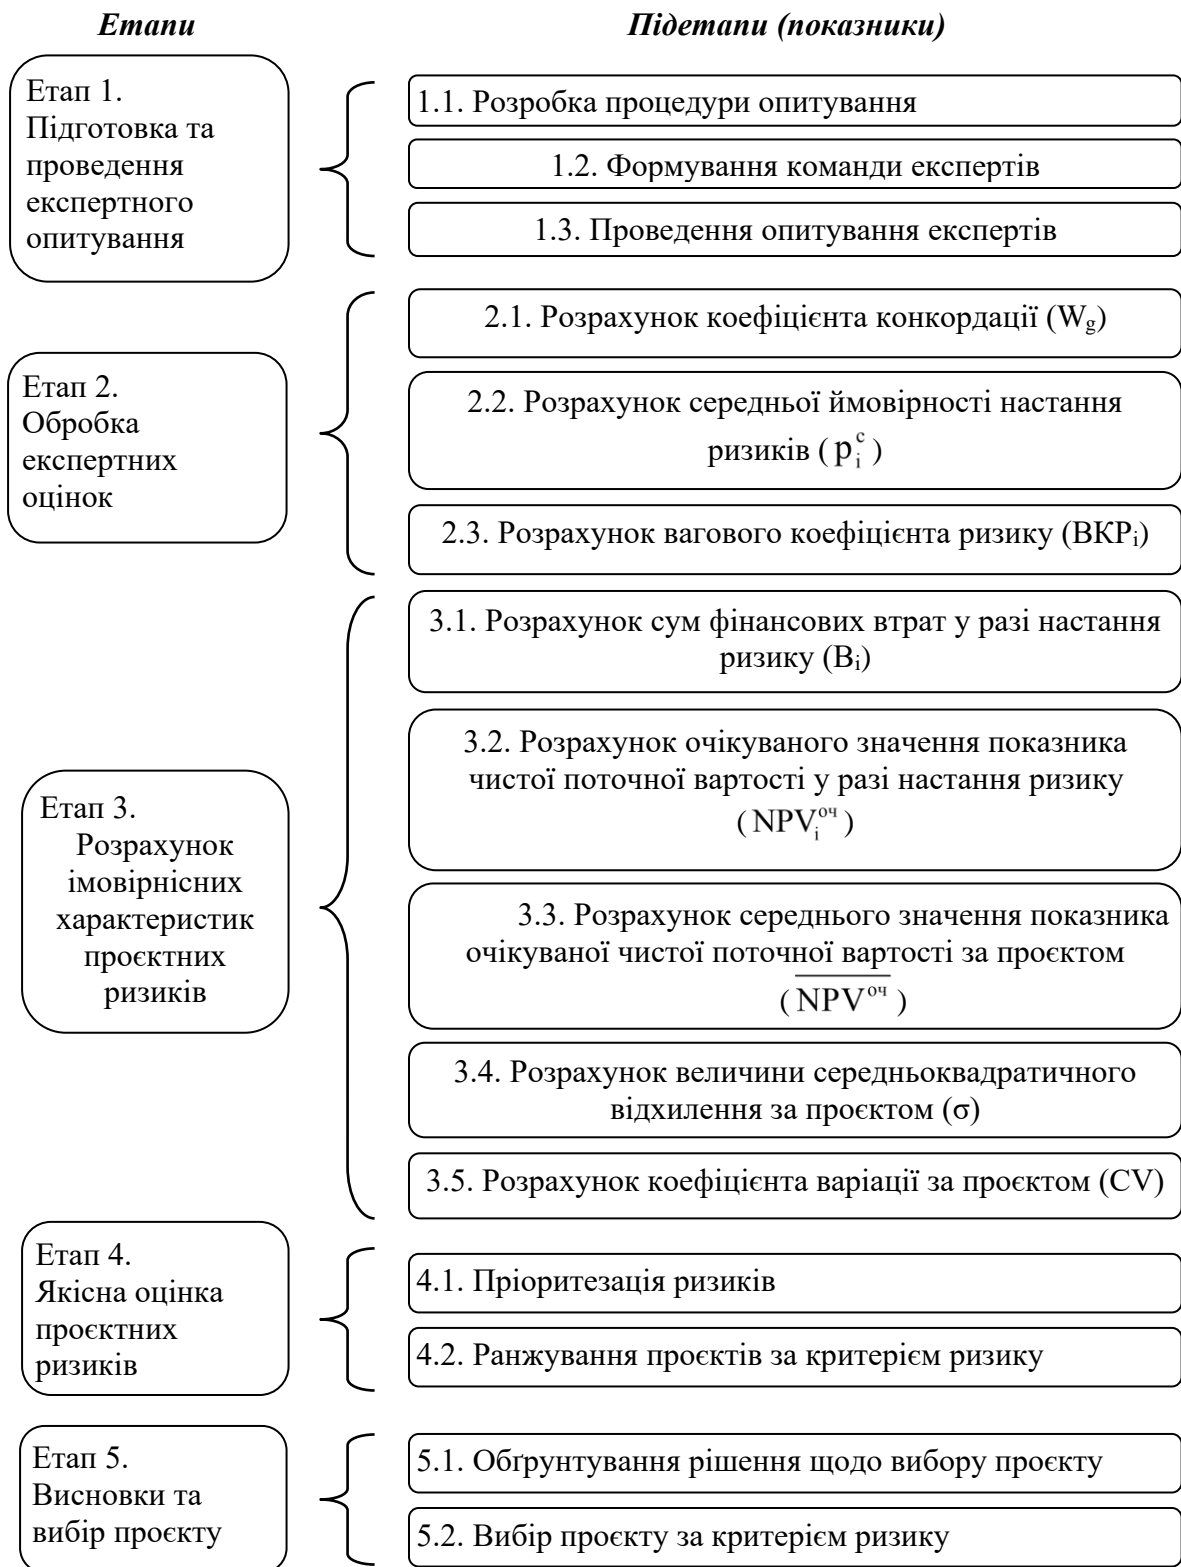 Етапи
Підетапи (показники)
Етап 1.
Підготовка та
проведення
експертного
опитування
1.1. Розробка процедури опитування
1.2. Формування команди експертів
1.3. Проведення опитування експертів
Етап 2.
Обробка
експертних
оцінок
2.1. Розрахунок коефіцієнта конкордації (Wg)
2.2. Розрахунок середньої ймовірності настання
ризиків ( p_i^c )
2.3. Розрахунок вагового коефіцієнта ризику (ВКРі)
Етап 3.
Розрахунок
імовірнісних
характеристик
проєктних
ризиків
3.1. Розрахунок сум фінансових втрат у разі настання
ризику (Ві)
3.2. Розрахунок очікуваного значення показника
чистої поточної вартості у разі настання ризику
( NPV_i^оч )
3.3. Розрахунок середнього значення показника
очікуваної чистої поточної вартості за проєктом
( NPV^оч )
3.4. Розрахунок величини середньоквадратичного
відхилення за проєктом (σ)
3.5. Розрахунок коефіцієнта варіації за проєктом (CV)
Етап 4.
Якісна оцінка
проєктних
ризиків
4.1. Пріоритезація ризиків
4.2. Ранжування проєктів за критерієм ризику
Етап 5.
Висновки та
вибір проєкту
5.1. Обґрунтування рішення щодо вибору проєкту
5.2. Вибір проєкту за критерієм ризику